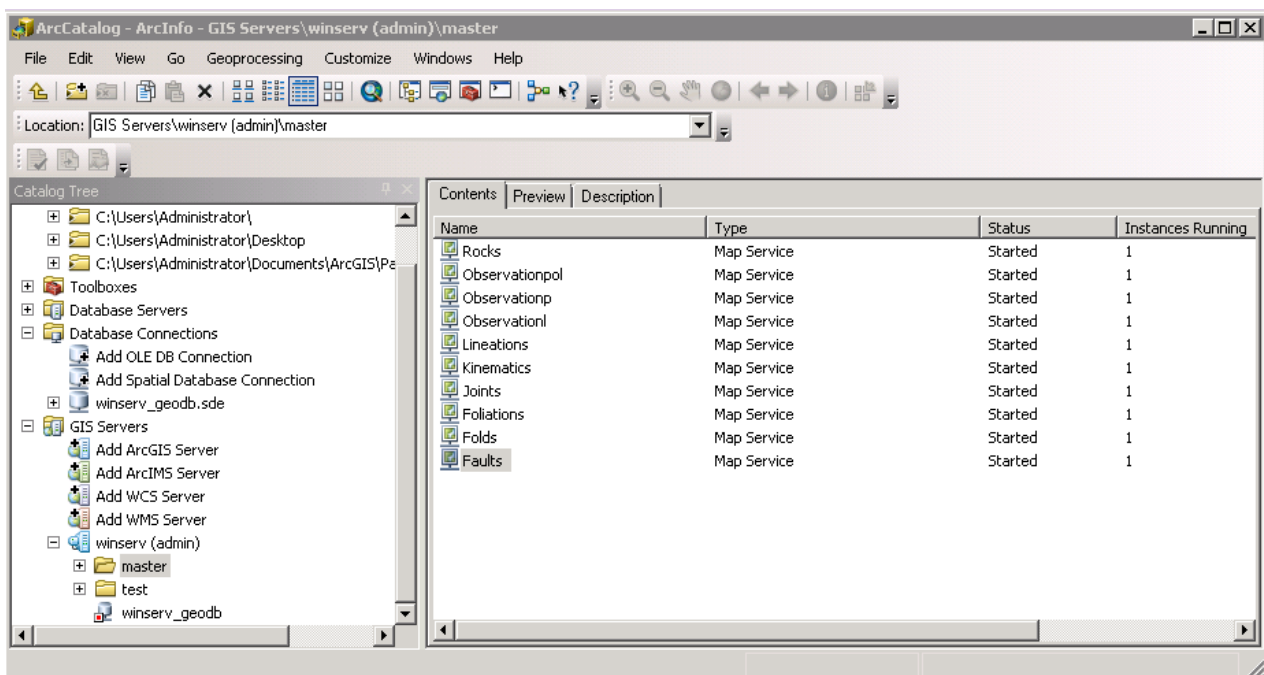 ArcCatalog - ArcInfo - GIS Servers\winserv (admin)\master
File Edit View Go Geoprocessing Customize Windows Help
Location: GIS Servers\winserv (admin)\master
Catalog Tree
C:\Users\Administrator\
C:\Users\Administrator\Desktop
C:\Users\Administrator\Documents\ArcGIS\Pa
Toolboxes
Database Servers
Database Connections
Add OLE DB Connection
Add Spatial Database Connection
winserv_geodb.sde
GIS Servers
Add ArcGIS Server
Add ArcIMS Server
Add WCS Server
Add WMS Server
winserv (admin)
master
test
winserv_geodb
Contents Preview Description
Name Type Status Instances Running
Rocks Map Service Started 1
Observationpol Map Service Started 1
Observationp Map Service Started 1
Observationl Map Service Started 1
Lineations Map Service Started 1
Kinematics Map Service Started 1
Joints Map Service Started 1
Foliations Map Service Started 1
Folds Map Service Started 1
Faults Map Service Started 1